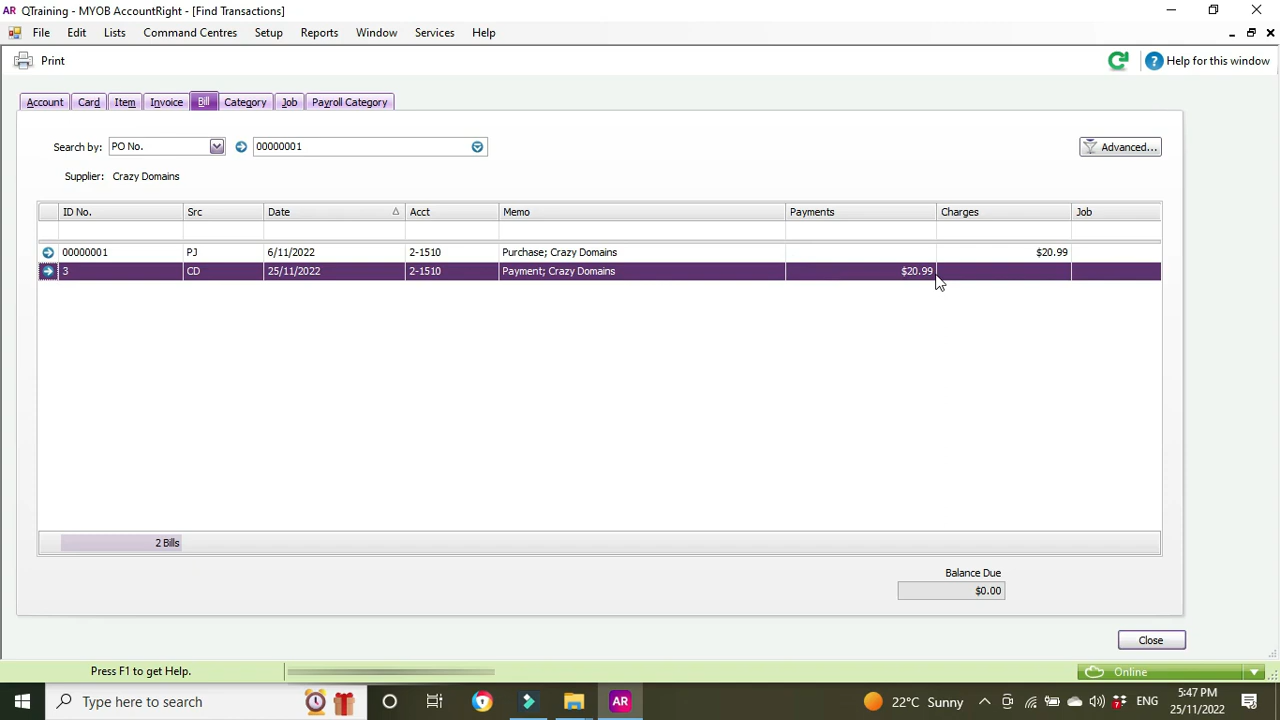 AR QTraining - MYOB AccountRight - [Find Transactions]
File Edit Lists Command Centres Setup Reports Window Services Help
Print ? Help for this window
Account Card Item Invoice Bill Category Job Payroll Category
Search by: PO No. 00000001 Advanced...
Supplier: Crazy Domains
ID No. Src Date Acct Memo Payments Charges Job
00000001 PJ 6/11/2022 2-1510 Purchase; Crazy Domains $20.99
3 CD 25/11/2022 2-1510 Payment; Crazy Domains $20.99
2 Bills
Balance Due
$0.00
Close
Press F1 to get Help. Online
Type here to search AR 22°C Sunny 7 ENG 5:47 PM
25/11/2022